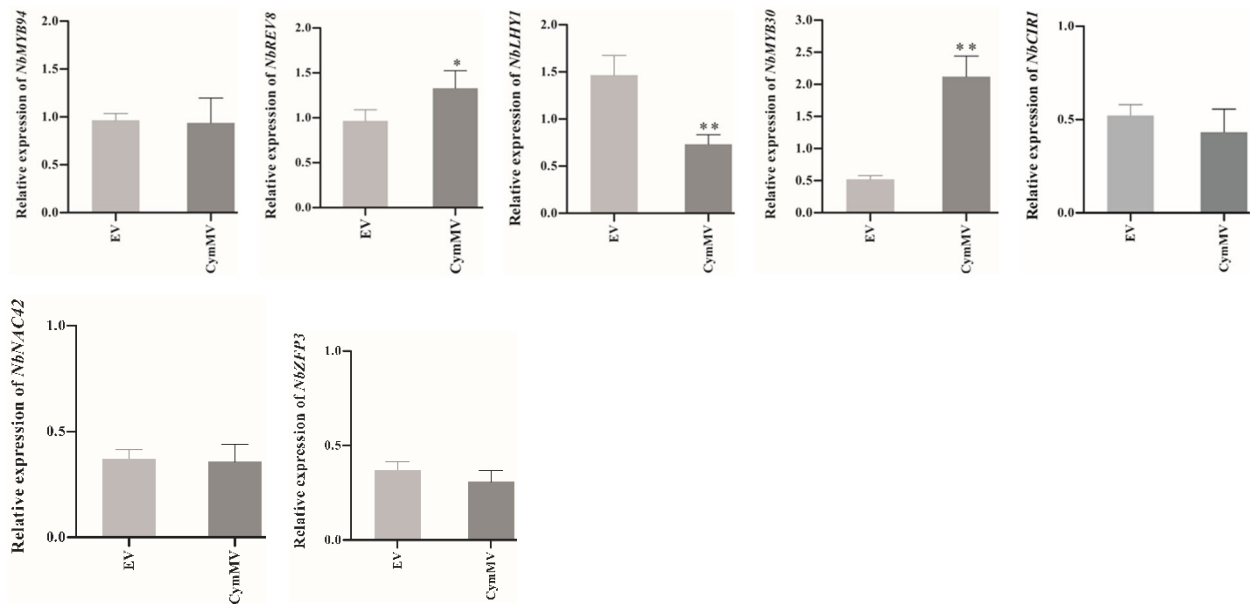 Relative expression of NbMYB94
2.0
1.5
1.0
0.5
0.0
EV
CymMV
Relative expression of NbREV8
2.0
1.5
1.0
0.5
0.0
*
EV
CymMV
Relative expression of NbLHY1
2.0
1.5
1.0
0.5
0.0
**
EV
CymMV
Relative expression of NbMYB30
3.0
2.5
2.0
1.5
1.0
0.5
0.0
**
EV
CymMV
Relative expression of NbCIR1
1.0
0.5
0.0
EV
CymMV
Relative expression of NbNAC42
1.0
0.5
0.0
EV
CymMV
Relative expression of NbZFP3
1.0
0.5
0.0
EV
CymMV